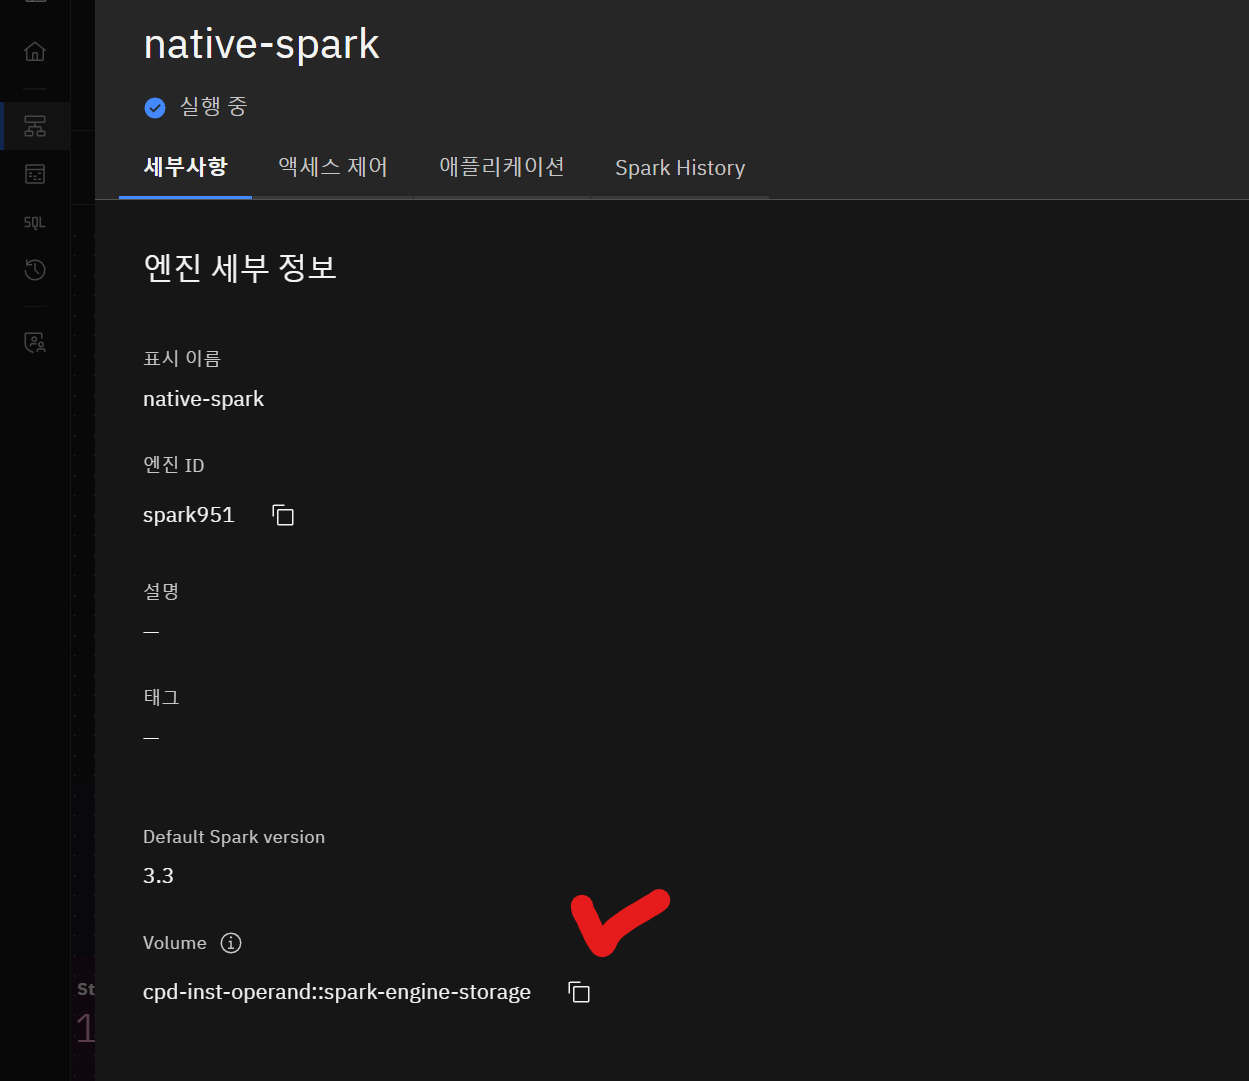 native-spark
실행 중
세부사항 액세스 제어 애플리케이션 Spark History
SQL
엔진 세부 정보
표시 이름
native-spark
엔진 ID
spark951
설명
—
태그
—
Default Spark version
3.3
Volume
St
cpd-inst-operand::spark-engine-storage
1